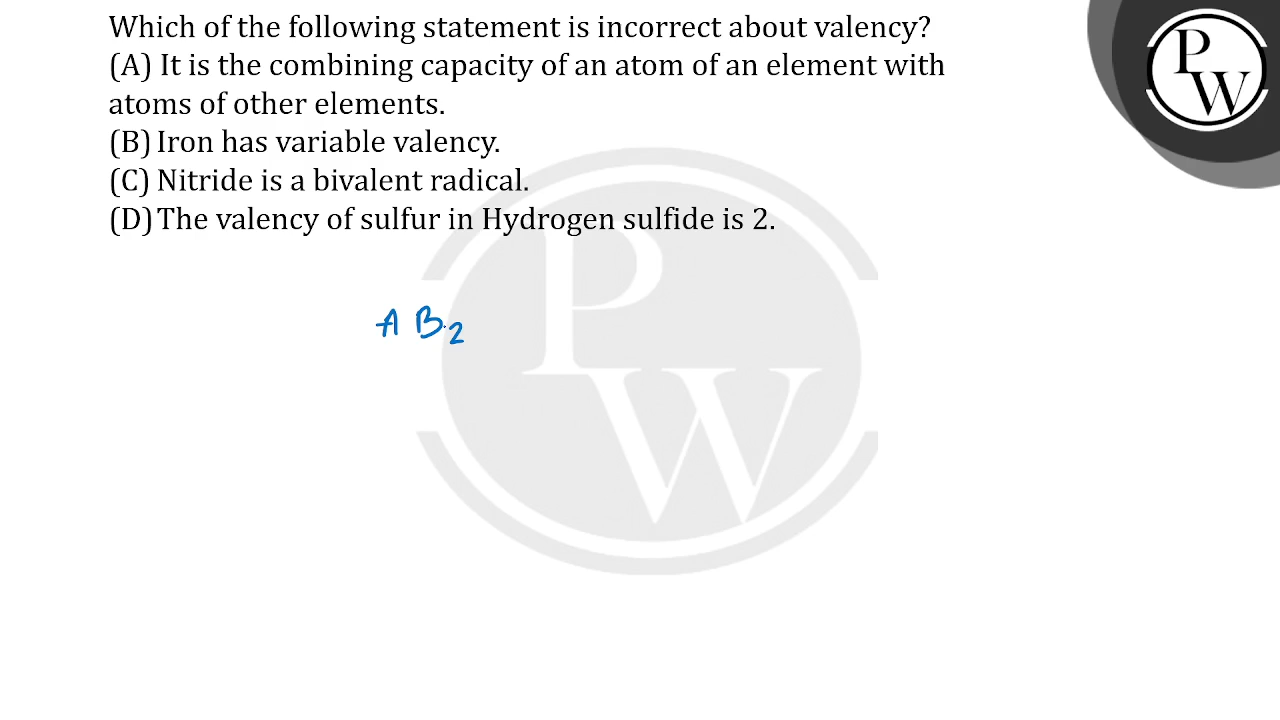 Which of the following statement is incorrect about valency?
(A) It is the combining capacity of an atom of an element with
atoms of other elements.
(B) Iron has variable valency.
(C) Nitride is a bivalent radical.
(D) The valency of sulfur in Hydrogen sulfide is 2.
A B2
P
W
P
W